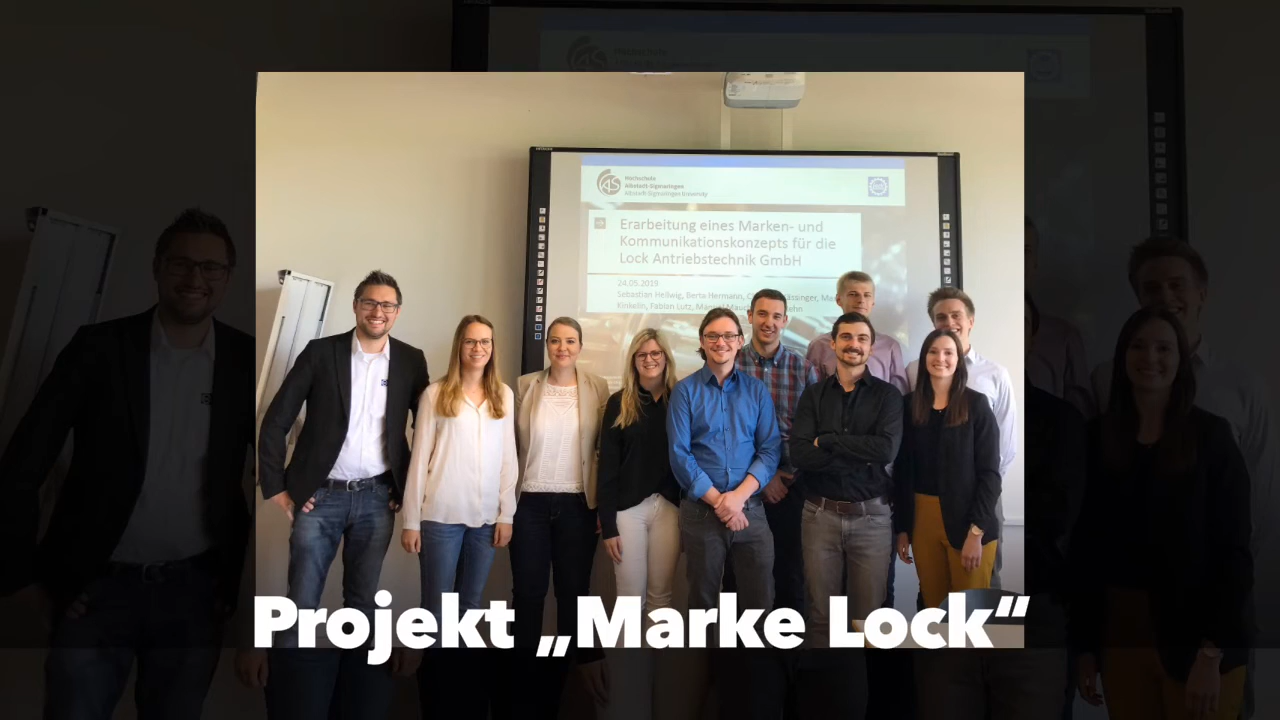 Hochschule
Albstadt-Sigmaringen
Albstadt-Sigmaringen University
Erarbeitung eines Marken- und
Kommunikationskonzepts für die
Lock Antriebstechnik GmbH
24.05.2019
Sebastian Hellwig, Berta Hermann,
Kinkelin, Fabian Lutz,
Projekt „Marke Lock“